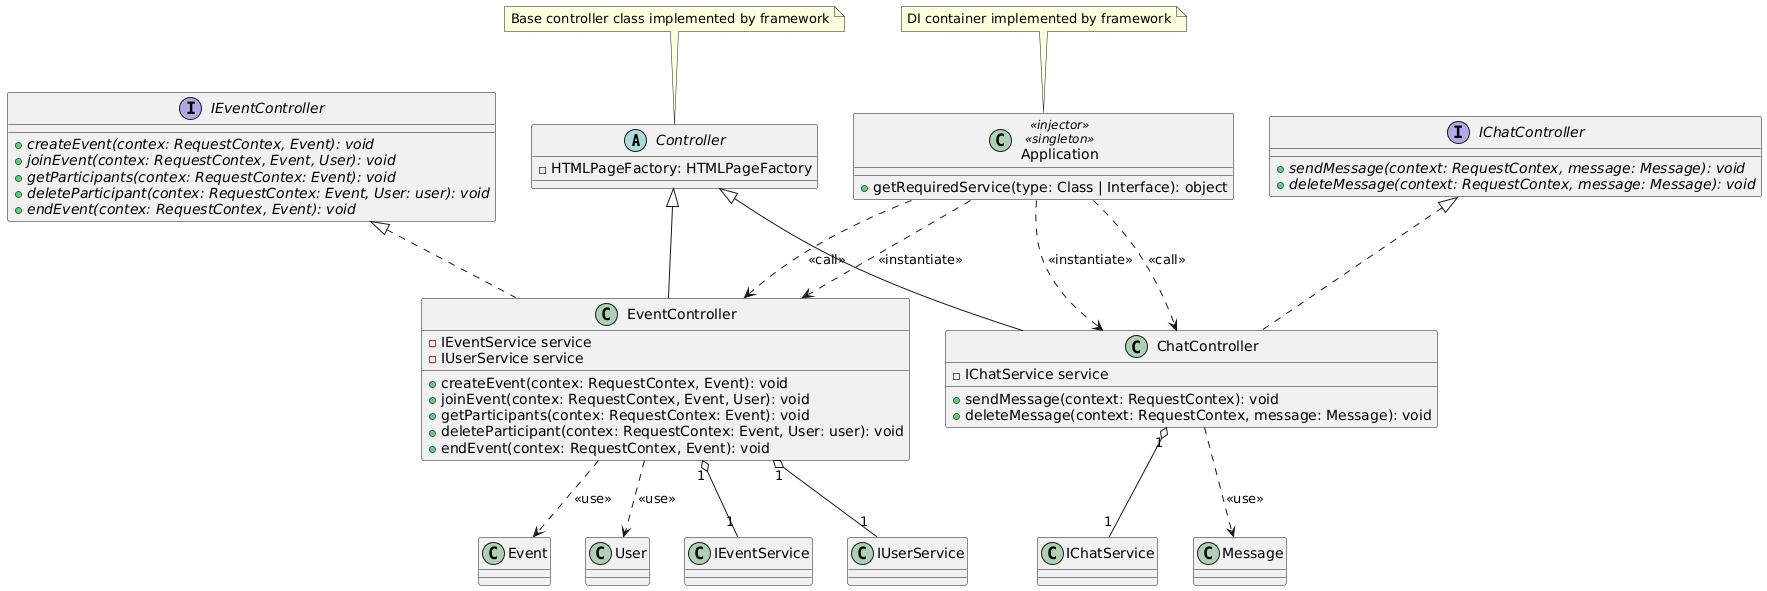 Base controller class implemented by framework
DI container implemented by framework
I IEventController
createEvent(contex: RequestContex, Event): void
joinEvent(contex: RequestContex, Event, User): void
getParticipants(contex: RequestContex: Event): void
deleteParticipant(contex: RequestContex: Event, User: user): void
endEvent(contex: RequestContex, Event): void
A Controller
HTMLPageFactory: HTMLPageFactory
«injector»
«singleton»
C Application
getRequiredService(type: Class | Interface): object
I IChatController
sendMessage(context: RequestContex, message: Message): void
deleteMessage(context: RequestContex, message: Message): void
«call»
«instantiate»
«instantiate»
«call»
C EventController
IEventService service
IUserService service
createEvent(contex: RequestContex, Event): void
joinEvent(contex: RequestContex, Event, User): void
getParticipants(contex: RequestContex: Event): void
deleteParticipant(contex: RequestContex: Event, User: user): void
endEvent(contex: RequestContex, Event): void
C ChatController
IChatService service
sendMessage(context: RequestContex): void
deleteMessage(context: RequestContex, message: Message): void
1
1
1
«use»
«use»
«use»
1
1
1
C Event
C User
C IEventService
C IUserService
C IChatService
C Message